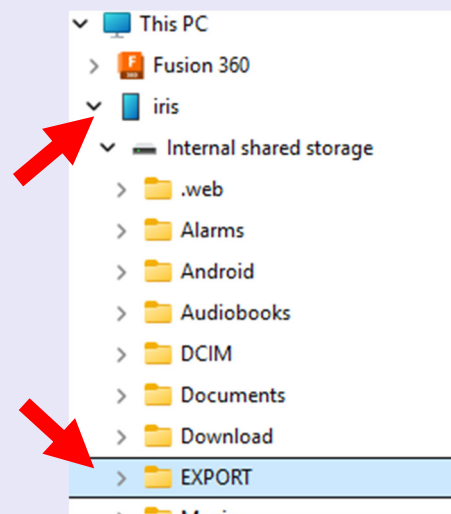 This PC
Fusion 360
iris
Internal shared storage
.web
Alarms
Android
Audiobooks
DCIM
Documents
Download
EXPORT